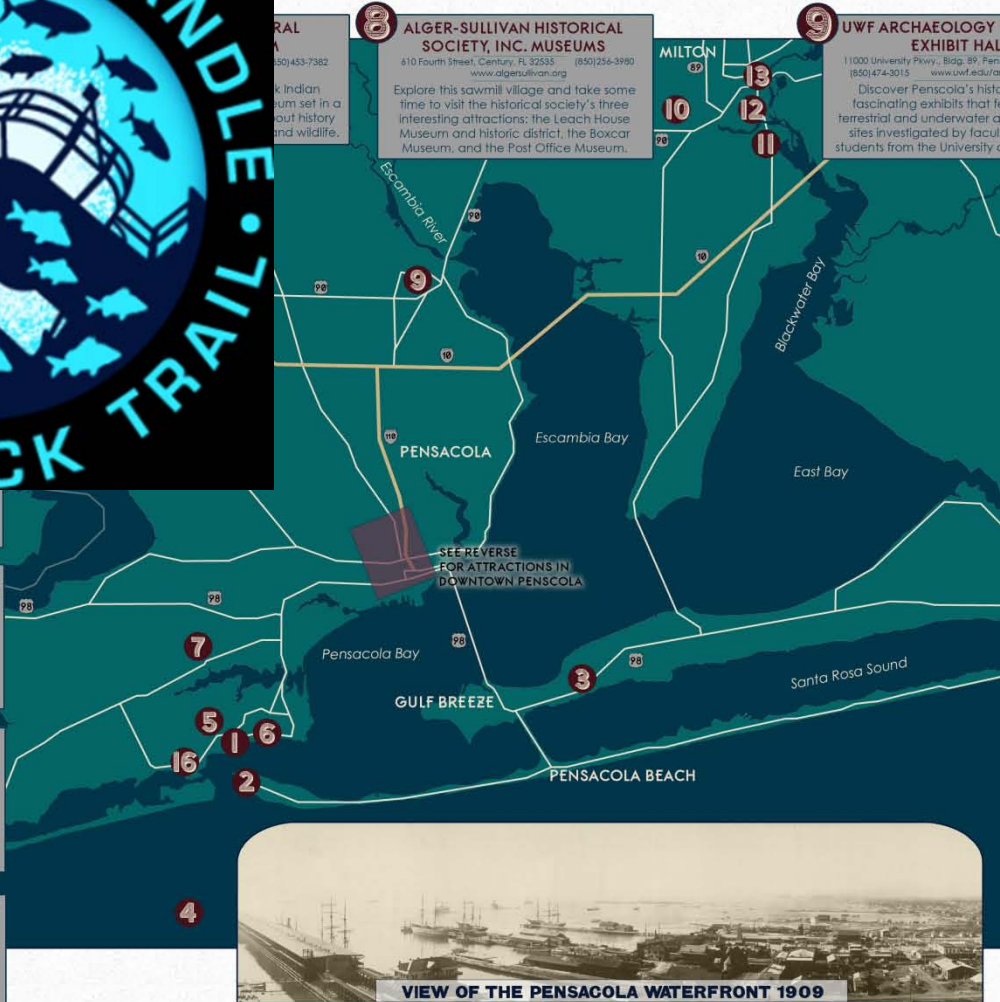 NDLE • 
CK TRAIL •
RAL
M
850)453-7382
k Indian
eum set in a
out history
and wildlife.
8
ALGER-SULLIVAN HISTORICAL
SOCIETY, INC. MUSEUMS
610 Fourth Street, Century, FL 32535 (850)256-3980
www.algersullivan.org
Explore this sawmill village and take some
time to visit the historical society's three
interesting attractions: the Leach House
Museum and historic district, the Boxcar
Museum, and the Post Office Museum.
9
UWF ARCHAEOLOGY
EXHIBIT HAL
11000 University Pkwy., Bldg. 89, Pen
(850)474-3015 www.uwf.edu/ar
Discover Penscola's histo
fascinating exhibits that fe
terrestrial and underwater a
sites investigated by facul
students from the University o
MILTON
89
13
10
12
90
11
Escambia River
90
10
9
90
Blackwater Bay
10
110
PENSACOLA
Escambia Bay
East Bay
SEE REVERSE
FOR ATTRACTIONS IN
DOWNTOWN PENSCOLA
98
98
98
7
Pensacola Bay
3
98
Santa Rosa Sound
GULF BREEZE
5
6
1
16
2
PENSACOLA BEACH
4
VIEW OF THE PENSACOLA WATERFRONT 1909